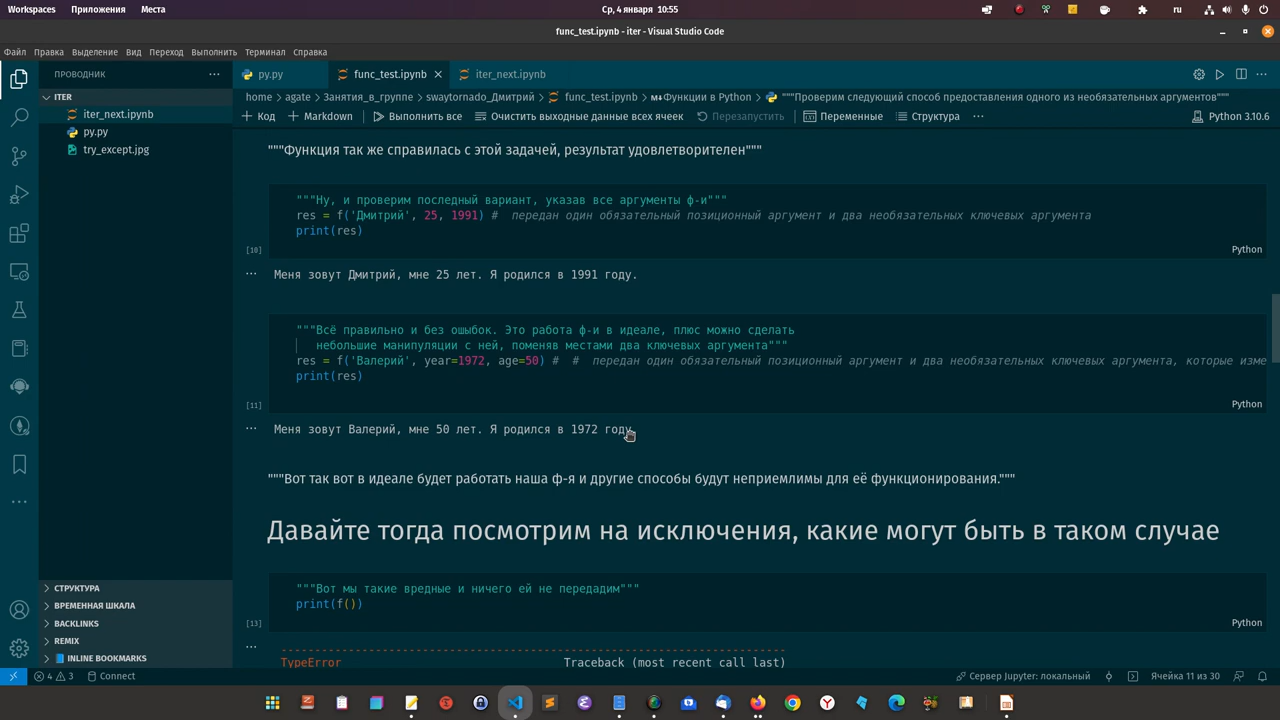 Workspaces Приложения Места Ср, 4 января 10:55 ru
func_test.ipynb - iter - Visual Studio Code
Файл Правка Выделение Вид Переход Выполнить Терминал Справка
ПРОВОДНИК ··· py.py func_test.ipynb iter_next.ipynb
ITER
home agate Занятия_в_группе swaytornado_Дмитрий func_test.ipynb Функции в Python """Проверим следующий способ предоставления одного из необязательных аргументов"""
iter_next.ipynb
py.py
try_except.jpg
+ Код + Markdown Выполнить все Очистить выходные данные всех ячеек Перезапустить Переменные Структура ··· Python 3.10.6
"""Функция так же справилась с этой задачей, результат удовлетворителен"""
"""Ну, и проверим последний вариант, указав все аргументы ф-и"""
res = f('Дмитрий', 25, 1991) # передан один обязательный позиционный аргумент и два необязательных ключевых аргумента
print(res)
[10] Python
··· Меня зовут Дмитрий, мне 25 лет. Я родился в 1991 году.
"""Всё правильно и без ошибок. Это работа ф-и в идеале, плюс можно сделать
небольшие манипуляции с ней, поменяв местами два ключевых аргумента"""
res = f('Валерий', year=1972, age=50) # # передан один обязательный позиционный аргумент и два необязательных ключевых аргумента, которые изме
print(res)
[11] Python
··· Меня зовут Валерий, мне 50 лет. Я родился в 1972 году.
"""Вот так вот в идеале будет работать наша ф-я и другие способы будут неприемлимы для её функционирования."""
Давайте тогда посмотрим на исключения, какие могут быть в таком случае
"""Вот мы такие вредные и ничего ей не передадим"""
print(f())
[13] Python
···
---------------------------------------------------------------------------
TypeError Traceback (most recent call last)
СТРУКТУРА
ВРЕМЕННАЯ ШКАЛА
BACKLINKS
REMIX
INLINE BOOKMARKS
4 3 Connect Сервер Jupyter: локальный Ячейка 11 из 30